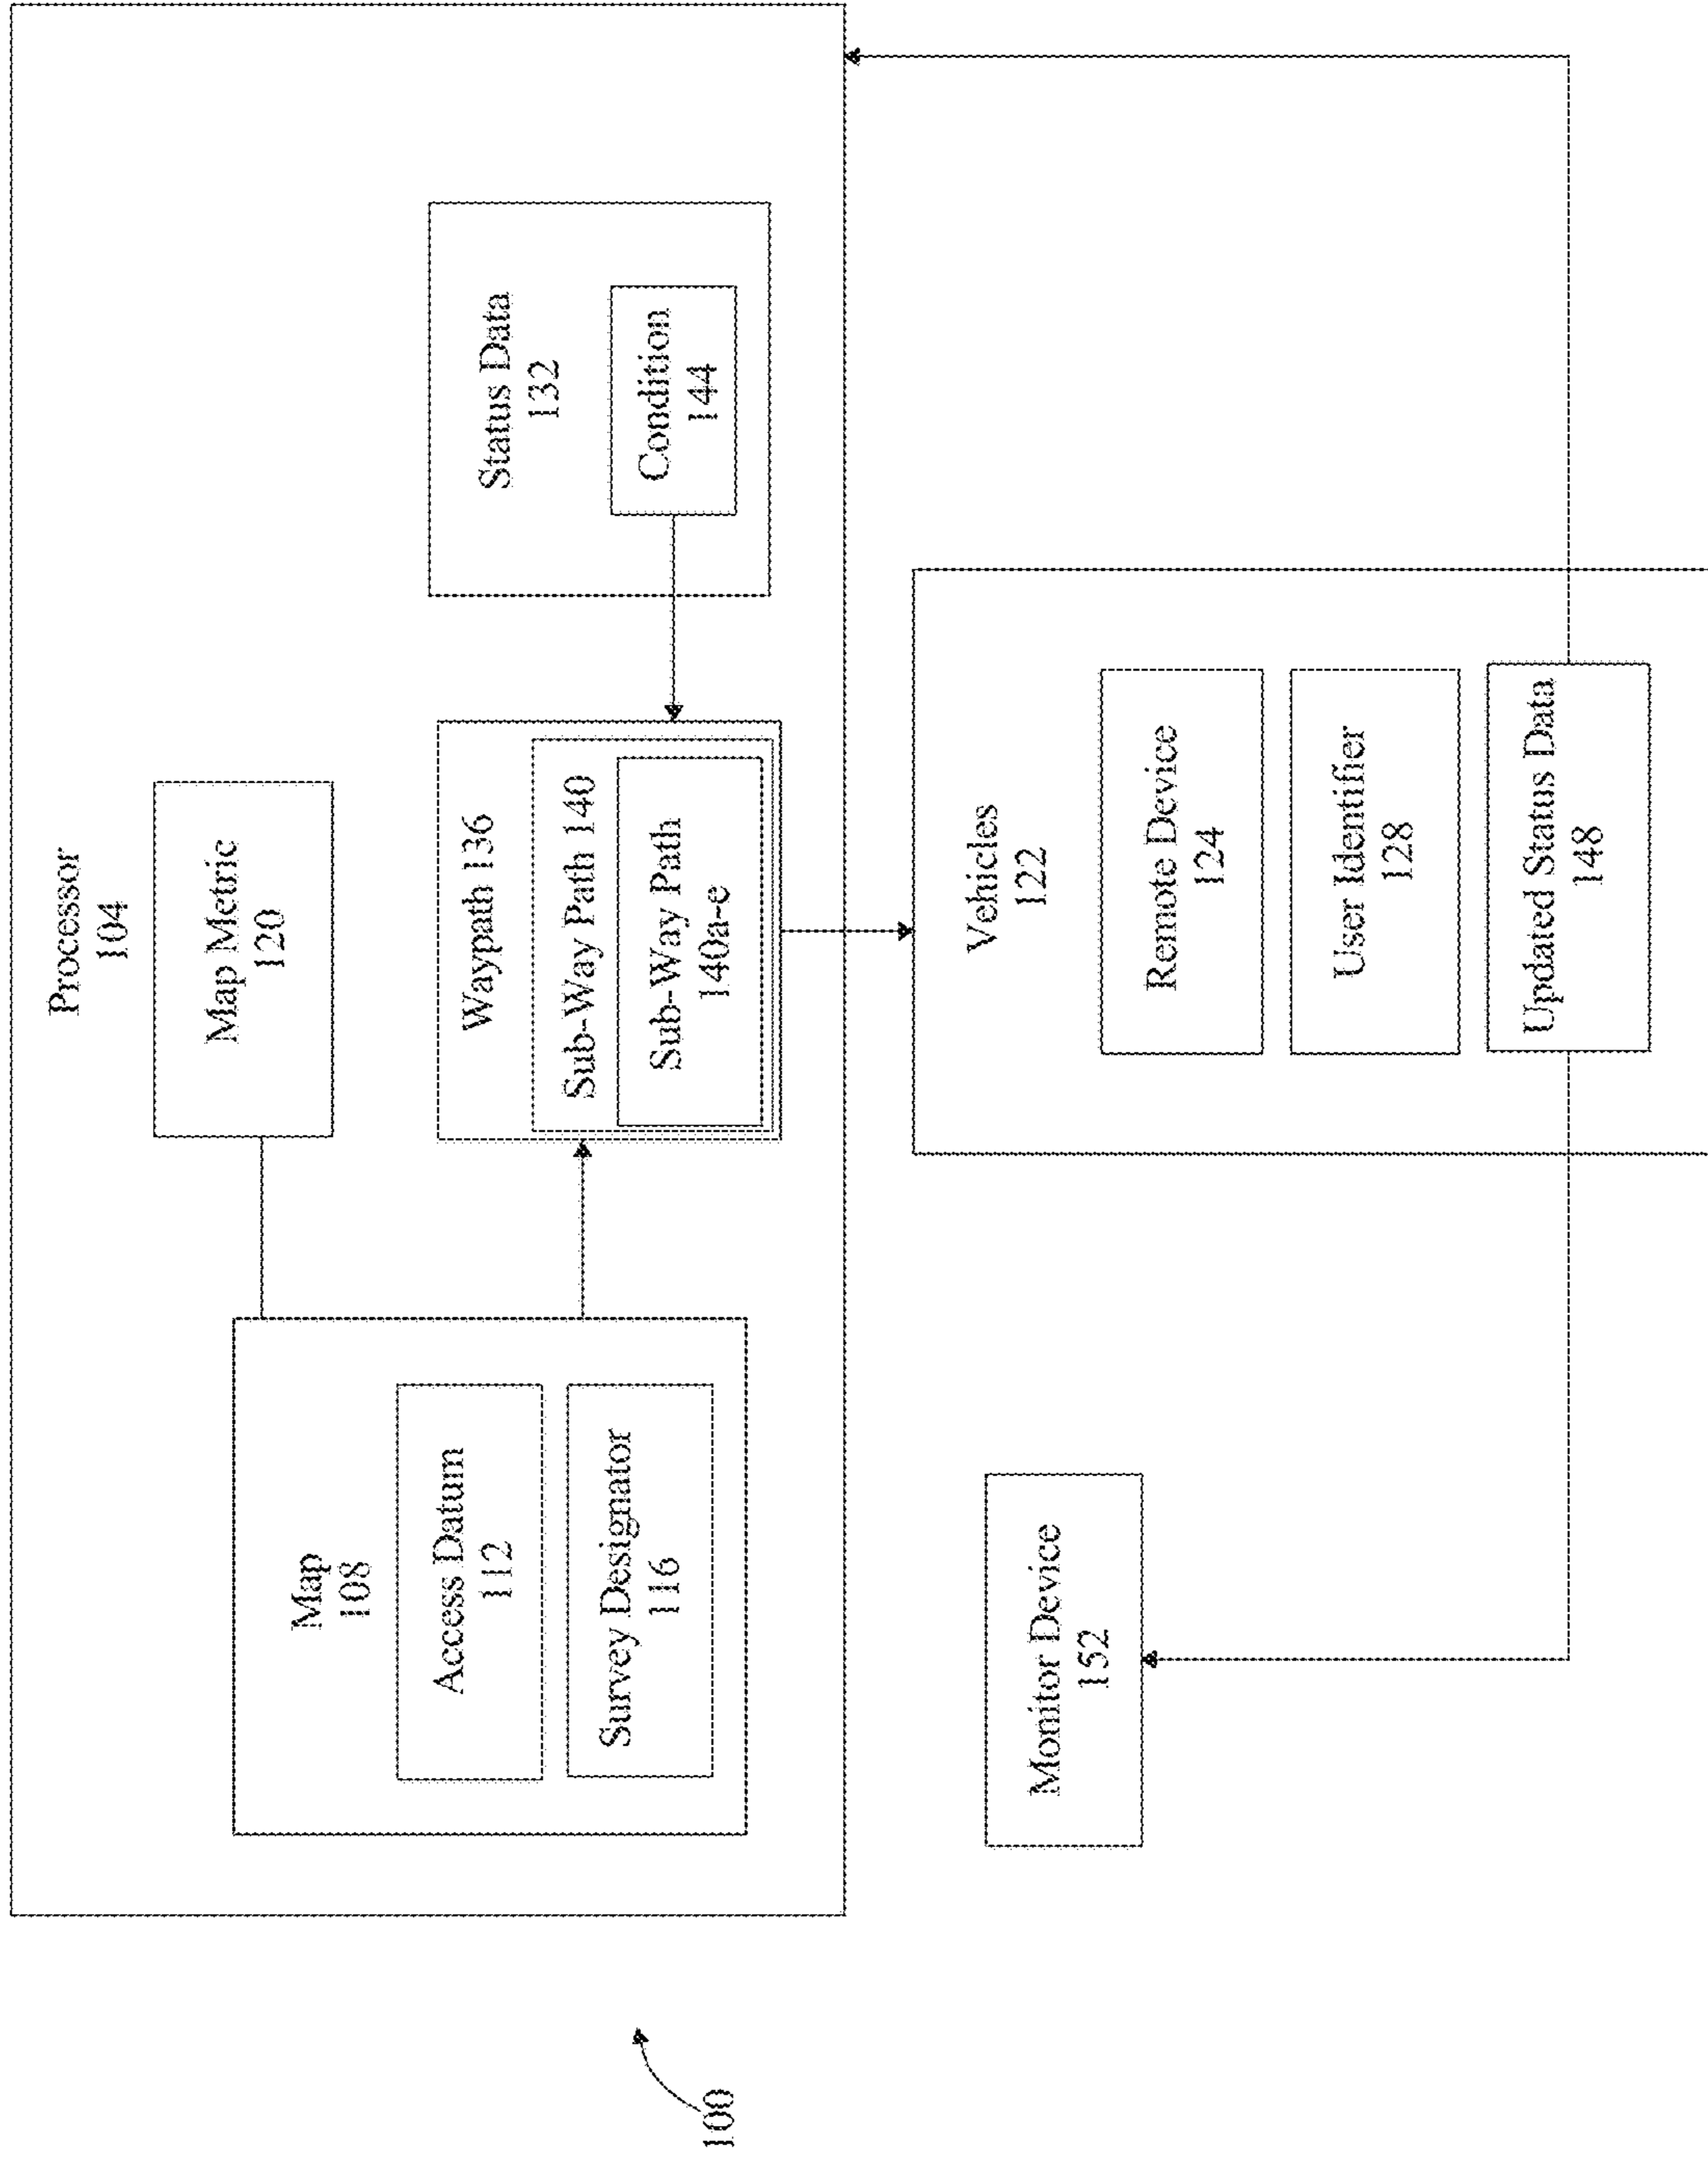 100
Processor
104
Map Metric
120
Map
108
Access Datum
112
Survey Designator
116
Waypath 136
Sub-Way Path 140
Sub-Way Path
140a-e
Status Data
132
Condition
144
Monitor Device
152
Vehicles
122
Remote Device
124
User Identifier
128
Updated Status Data
148